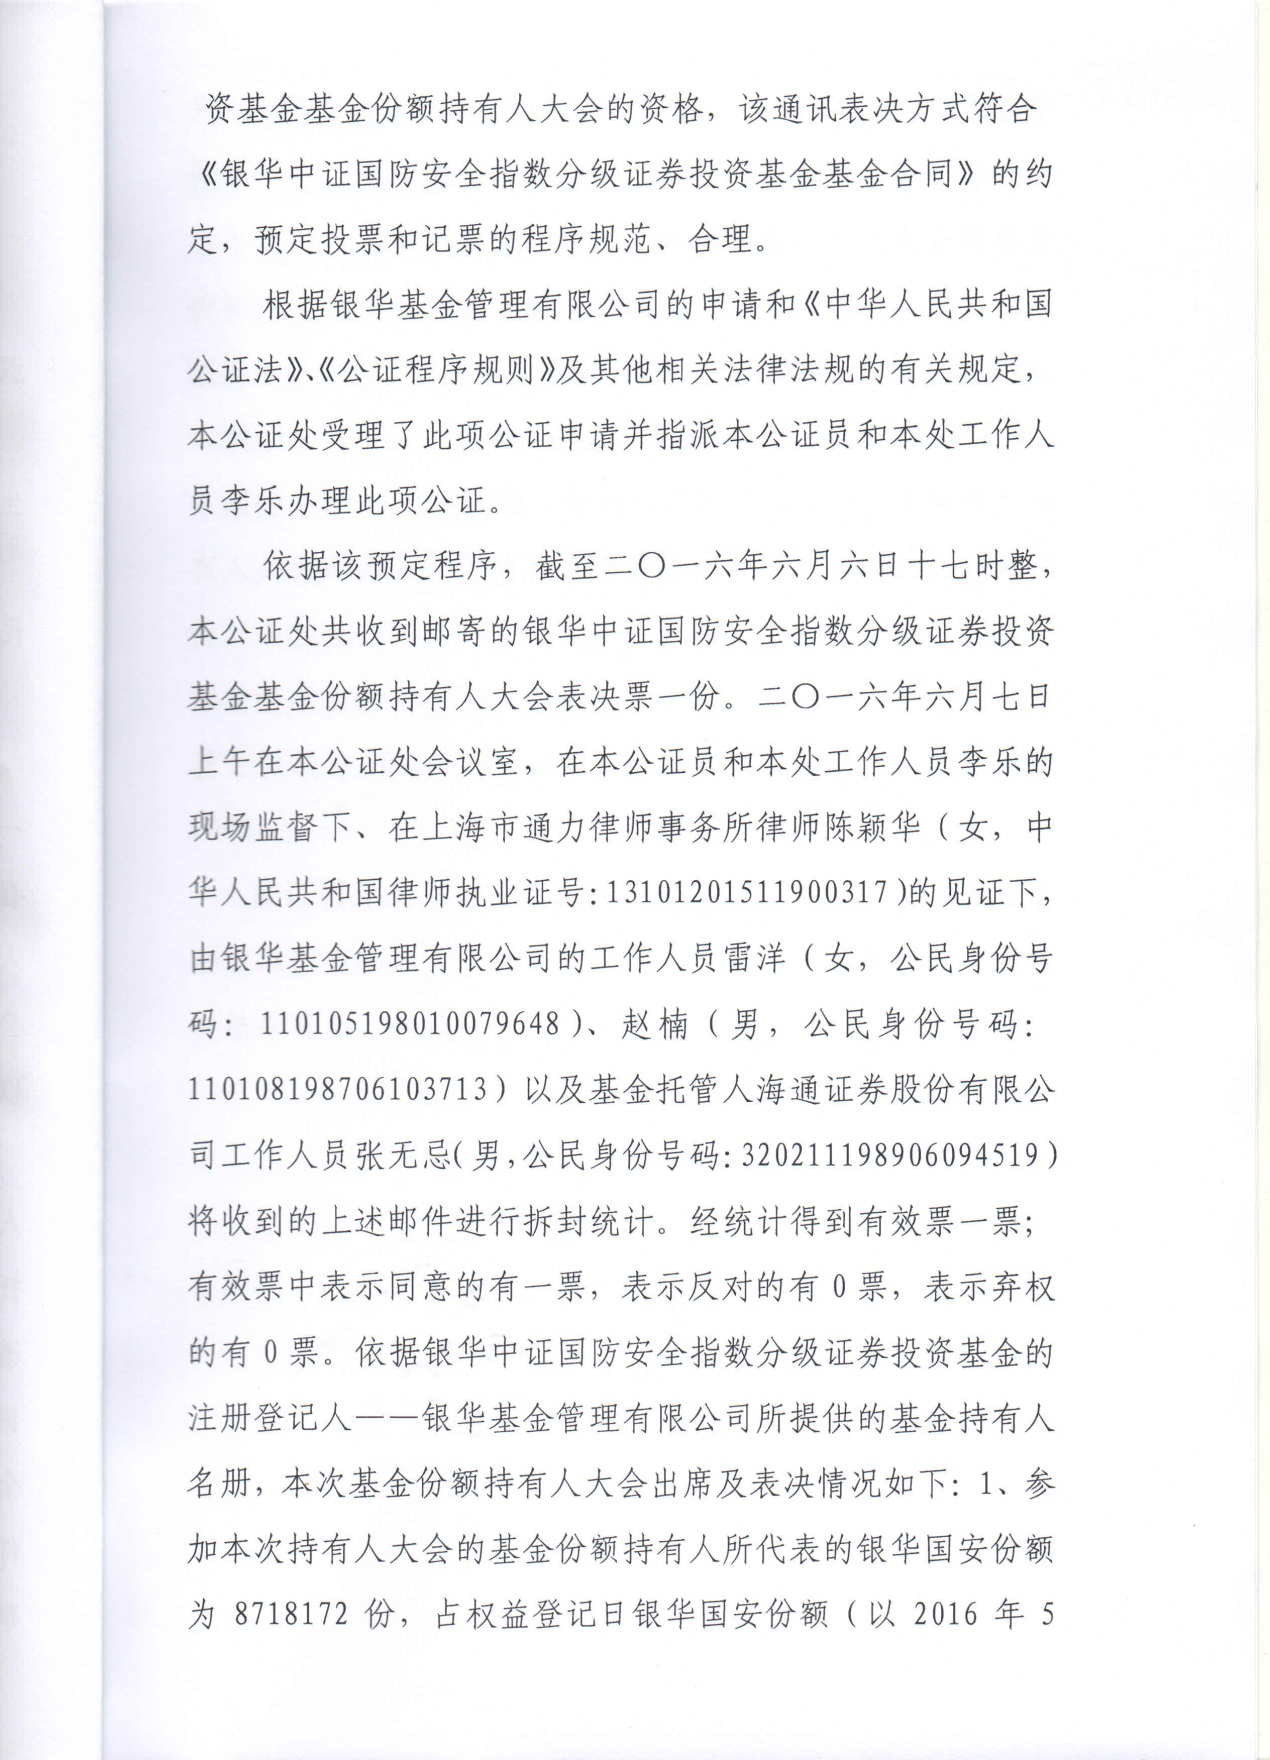 资基金基金份额持有人大会的资格，该通讯表决方式符合
《银华中证国防安全指数分级证券投资基金基金合同》的约
定，预定投票和记票的程序规范、合理。
根据银华基金管理有限公司的申请和《中华人民共和国
公证法》、《公证程序规则》及其他相关法律法规的有关规定，
本公证处受理了此项公证申请并指派本公证员和本处工作人
员李乐办理此项公证。
依据该预定程序，截至二〇一六年六月六日十七时整，
本公证处共收到邮寄的银华中证国防安全指数分级证券投资
基金基金份额持有人大会表决票一份。二〇一六年六月七日
上午在本公证处会议室，在本公证员和本处工作人员李乐的
现场监督下、在上海市通力律师事务所律师陈颖华（女，中
华人民共和国律师执业证号：13101201511900317）的见证下，
由银华基金管理有限公司的工作人员雷洋（女，公民身份号
码：110105198010079648）、赵楠（男，公民身份号码：
110108198706103713）以及基金托管人海通证券股份有限公
司工作人员张无忌（男，公民身份号码：320211198906094519）
将收到的上述邮件进行拆封统计。经统计得到有效票一票；
有效票中表示同意的有一票，表示反对的有 0 票，表示弃权
的有 0 票。依据银华中证国防安全指数分级证券投资基金的
注册登记人——银华基金管理有限公司所提供的基金持有人
名册，本次基金份额持有人大会出席及表决情况如下：1、参
加本次持有人大会的基金份额持有人所代表的银华国安份额
为 8718172 份，占权益登记日银华国安份额（以 2016 年 5